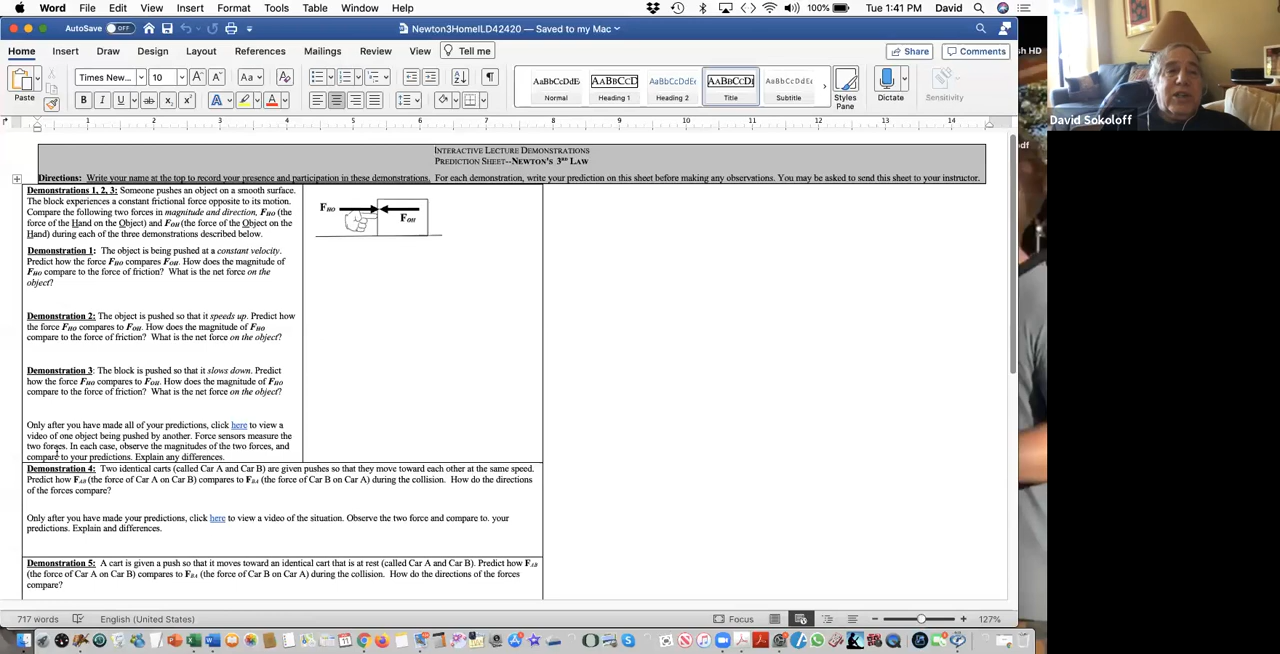 Word File Edit View Insert Format Tools Table Window Help 100% Tue 1:41 PM David
AutoSave OFF Newton3HomeILD42420 — Saved to my Mac
Home Insert Draw Design Layout References Mailings Review View Tell me Share Comments
Paste Times New... 10 Aa AaBbCcDdEe Normal AaBbCcD Heading 1 AaBbCcDdEe Heading 2 AaBbCcDc Title AaBbCcDdEe Subtitle Styles Pane Dictate Sensitivity
David Sokoloff
1 2 3 4 5 6 7 8 9 10 11 12 13 14
INTERACTIVE LECTURE DEMONSTRATIONS
PREDICTION SHEET--NEWTON'S 3RD LAW
Directions: Write your name at the top to record your presence and participation in these demonstrations. For each demonstration, write your prediction on this sheet before making any observations. You may be asked to send this sheet to your instructor.
Demonstrations 1, 2, 3: Someone pushes an object on a smooth surface.
The block experiences a constant frictional force opposite to its motion.
Compare the following two forces in magnitude and direction, FHO (the
force of the Hand on the Object) and FOH (the force of the Object on the
Hand) during each of the three demonstrations described below.
FHO
FOH
Demonstration 1: The object is being pushed at a constant velocity.
Predict how the force FHO compares FOH. How does the magnitude of
FHO compare to the force of friction? What is the net force on the
object?
Demonstration 2: The object is pushed so that it speeds up. Predict how
the force FHO compares to FOH. How does the magnitude of FHO
compare to the force of friction? What is the net force on the object?
Demonstration 3: The block is pushed so that it slows down. Predict
how the force FHO compares to FOH. How does the magnitude of FHO
compare to the force of friction? What is the net force on the object?
Only after you have made all of your predictions, click here to view a
video of one object being pushed by another. Force sensors measure the
two forces. In each case, observe the magnitudes of the two forces, and
compare to your predictions. Explain any differences.
Demonstration 4: Two identical carts (called Car A and Car B) are given pushes so that they move toward each other at the same speed.
Predict how FAB (the force of Car A on Car B) compares to FBA (the force of Car B on Car A) during the collision. How do the directions
of the forces compare?
Only after you have made your predictions, click here to view a video of the situation. Observe the two force and compare to. your
predictions. Explain and differences.
Demonstration 5: A cart is given a push so that it moves toward an identical cart that is at rest (called Car A and Car B). Predict how FAB
(the force of Car A on Car B) compares to FBA (the force of Car B on Car A) during the collision. How do the directions of the forces
compare?
717 words English (United States) Focus 127%